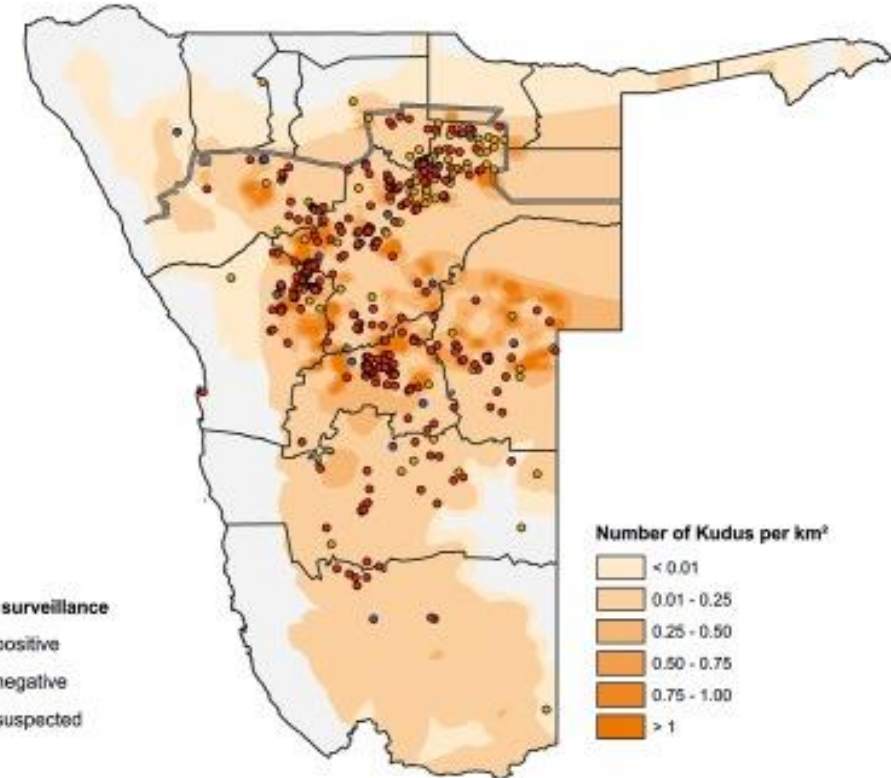 surveillance
positive
negative
suspected
Number of Kudus per km²
< 0.01
0.01 - 0.25
0.25 - 0.50
0.50 - 0.75
0.75 - 1.00
> 1